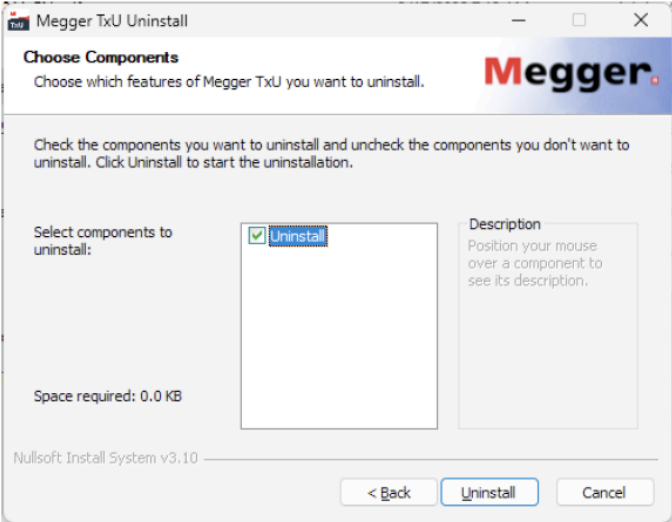 TxU Megger TxU Uninstall
Choose Components
Choose which features of Megger TxU you want to uninstall.
Megger.
Check the components you want to uninstall and uncheck the components you don't want to
uninstall. Click Uninstall to start the uninstallation.
Select components to
uninstall:
Uninstall
Description
Position your mouse
over a component to
see its description.
Space required: 0.0 KB
Nullsoft Install System v3.10
< Back
Uninstall
Cancel